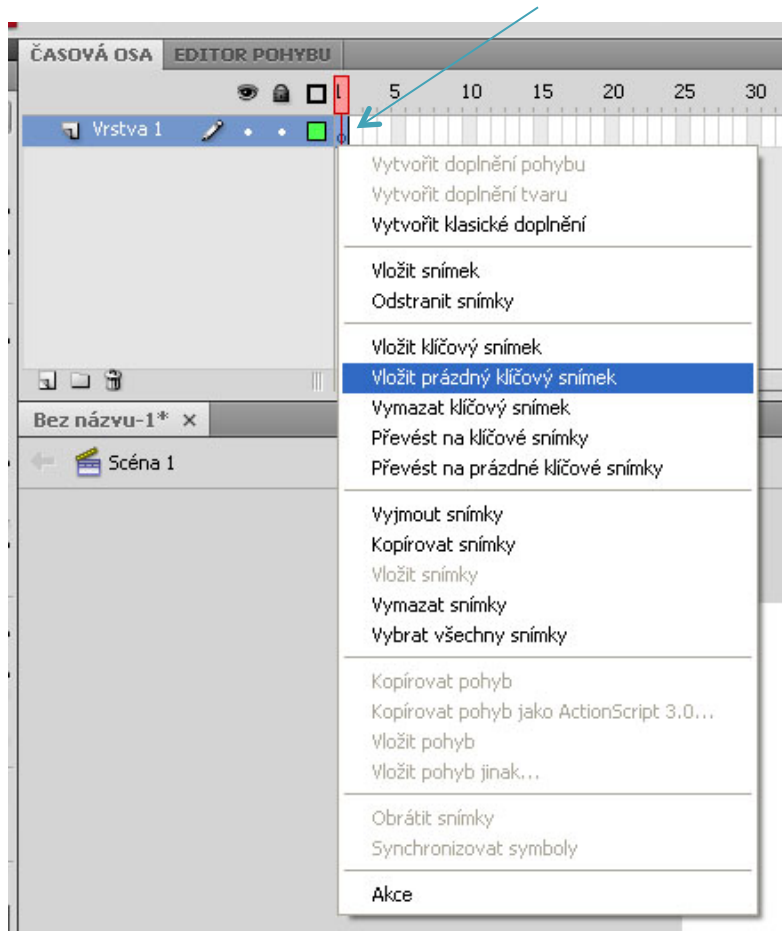 ČASOVÁ OSA EDITOR POHYBU
1 5 10 15 20 25 30
Vrstva 1
Vytvořit doplnění pohybu
Vytvořit doplnění tvaru
Vytvořit klasické doplnění
Vložit snímek
Odstranit snímky
Vložit klíčový snímek
Vložit prázdný klíčový snímek
Vymazat klíčový snímek
Bez názvu-1* ×
Převést na klíčové snímky
Scéna 1
Převést na prázdné klíčové snímky
Vyjmout snímky
Kopírovat snímky
Vložit snímky
Vymazat snímky
Vybrat všechny snímky
Kopírovat pohyb
Kopírovat pohyb jako ActionScript 3.0...
Vložit pohyb
Vložit pohyb jinak...
Obrátit snímky
Synchronizovat symboly
Akce